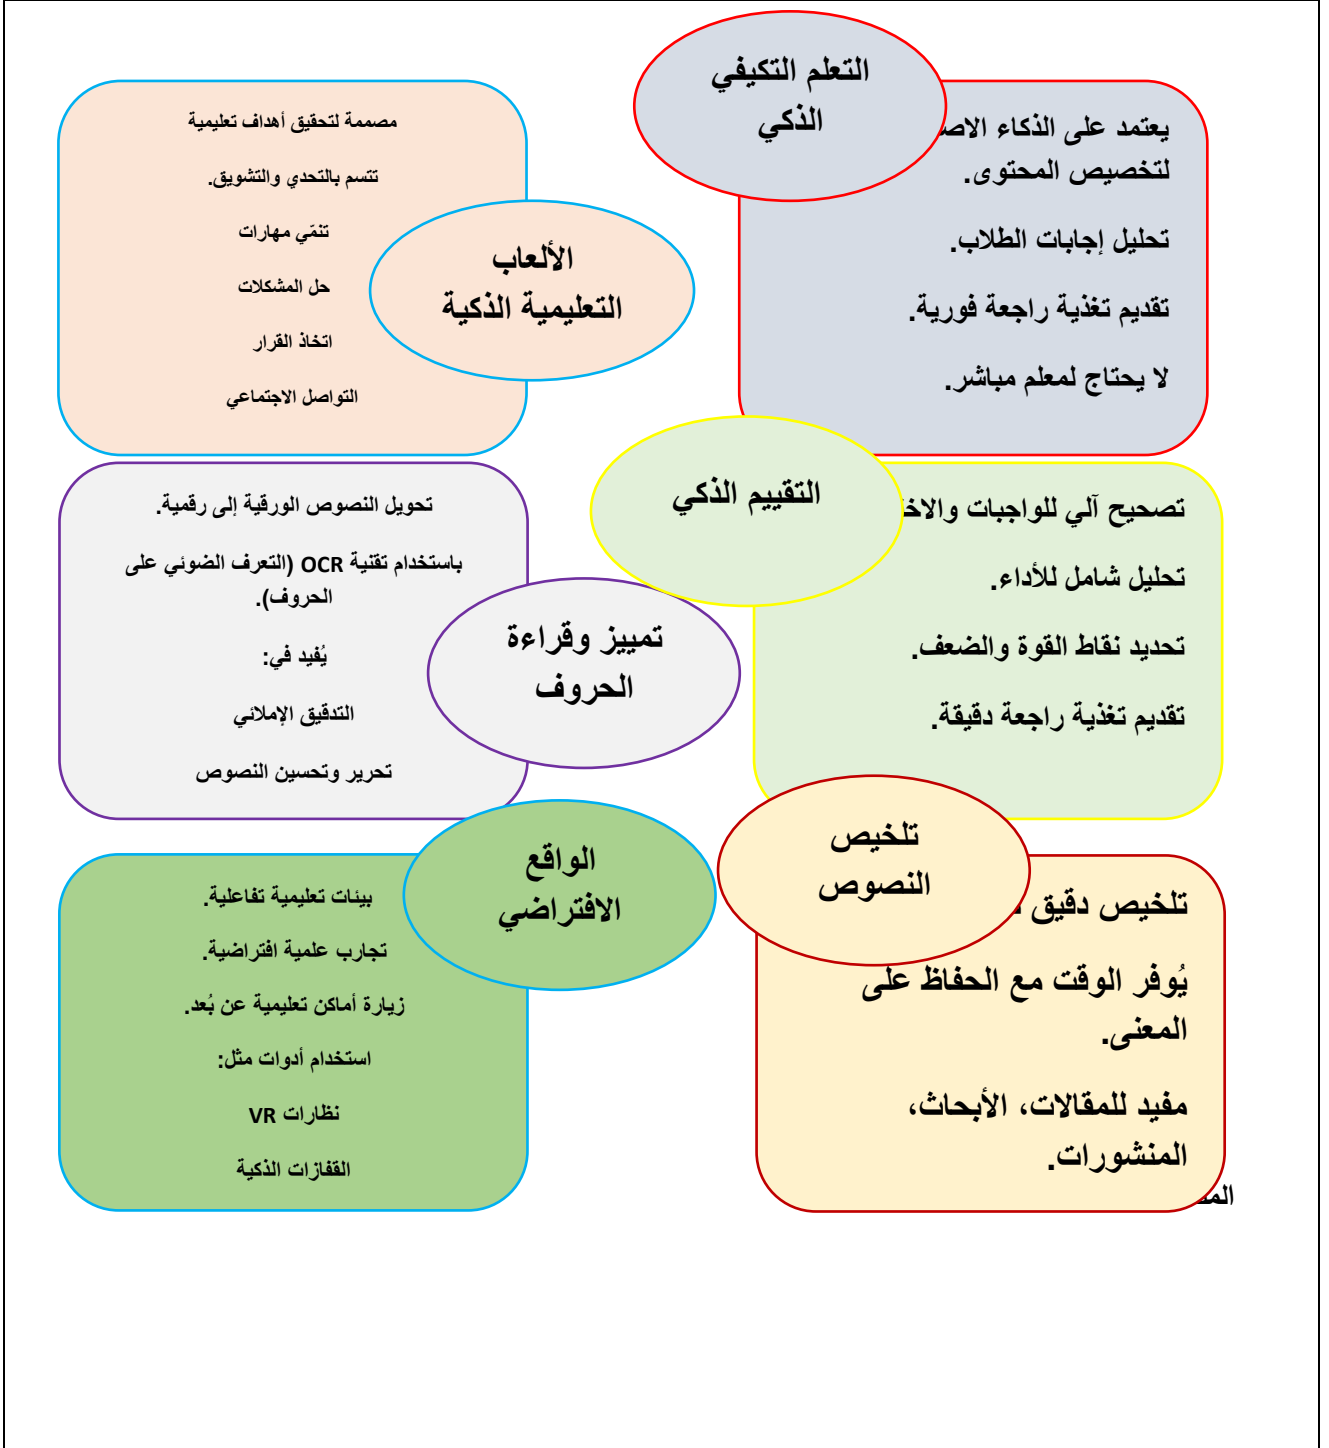 التعلم التكيفي
الذكي
يعتمد على الذكاء
لتخصيص المحتوى.
تحليل إجابات الطلاب.
تقديم تغذية راجعة فورية.
لا يحتاج لمعلم مباشر.
الألعاب
التعليمية الذكية
مصممة لتحقيق أهداف تعليمية
تتسم بالتحدي والتشويق.
تنمّي مهارات
حل المشكلات
اتخاذ القرار
التواصل الاجتماعي
التقييم الذكي
تصحيح آلي للواجبات
تحليل شامل للأداء.
تحديد نقاط القوة والضعف.
تقديم تغذية راجعة دقيقة.
تمييز وقراءة
الحروف
تحويل النصوص الورقية إلى رقمية.
باستخدام تقنية OCR (التعرف الضوئي على
الحروف).
يُفيد في:
التدقيق الإملائي
تحرير وتحسين النصوص
تلخيص
النصوص
تلخيص دقيق
يُوفر الوقت مع الحفاظ على
المعنى.
مفيد للمقالات، الأبحاث،
المنشورات.
الواقع
الافتراضي
بيئات تعليمية تفاعلية.
تجارب علمية افتراضية.
زيارة أماكن تعليمية عن بُعد.
استخدام أدوات مثل:
نظارات VR
القفازات الذكية